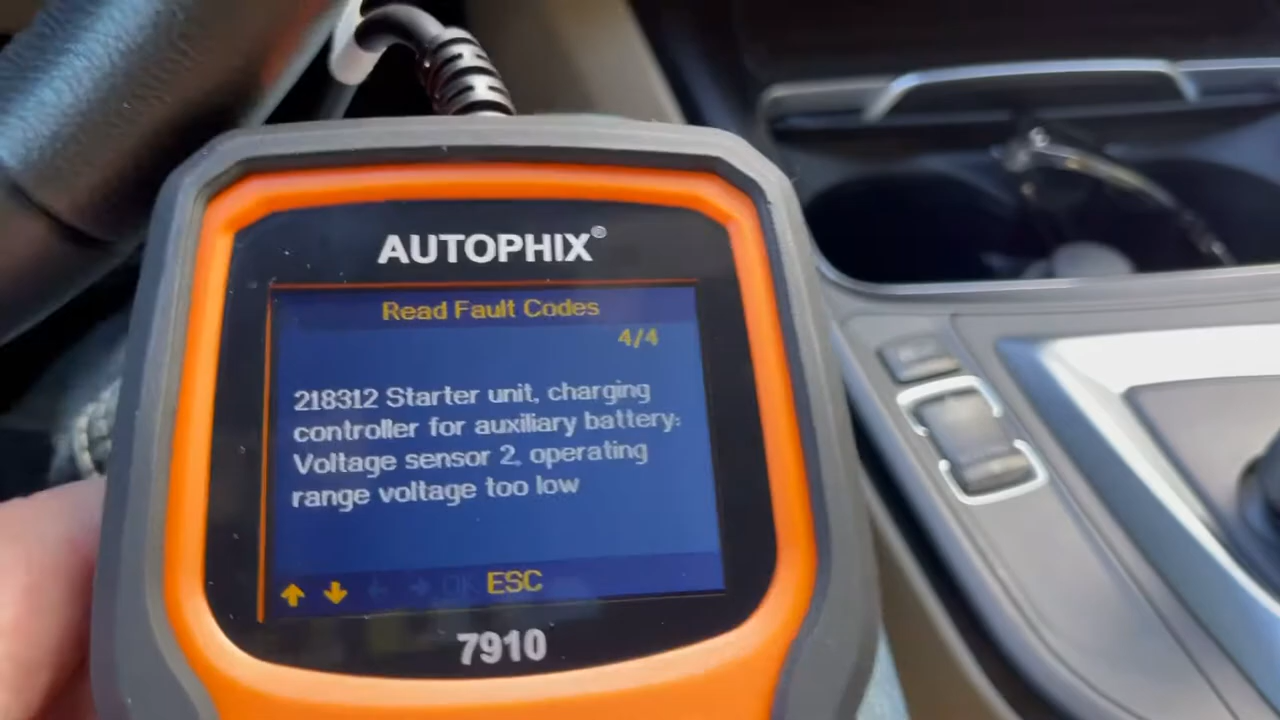 AUTOPHIX®
Read Fault Codes
4/4
218312 Starter unit, charging
controller for auxiliary battery:
Voltage sensor 2, operating
range voltage too low
OK ESC
7910